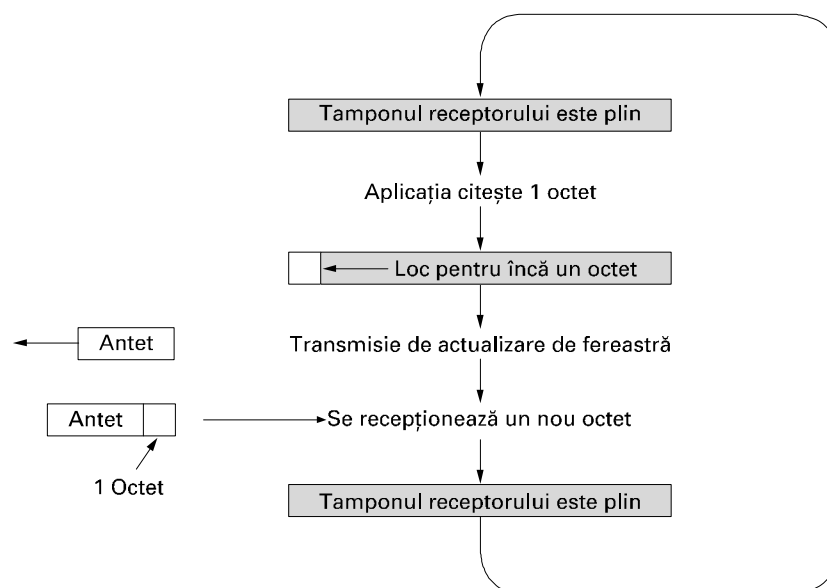 Tamponul receptorului este plin
Aplicația citește 1 octet
Loc pentru încă un octet
Antet
Transmisie de actualizare de fereastră
Antet
Se recepționează un nou octet
1 Octet
Tamponul receptorului este plin